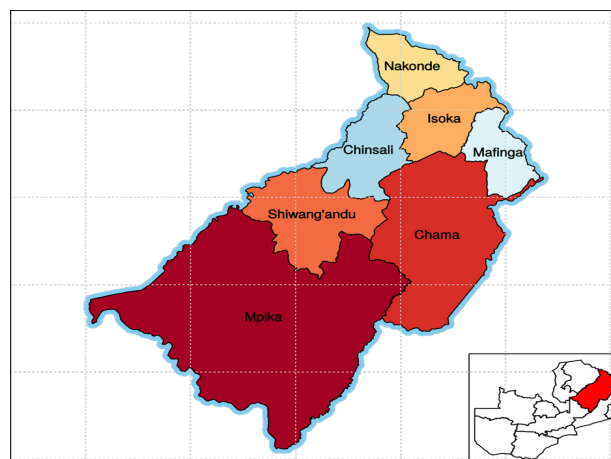 Nakonde
Isoka
Chinsali
Mafinga
Shiwang'andu
Chama
Mpika